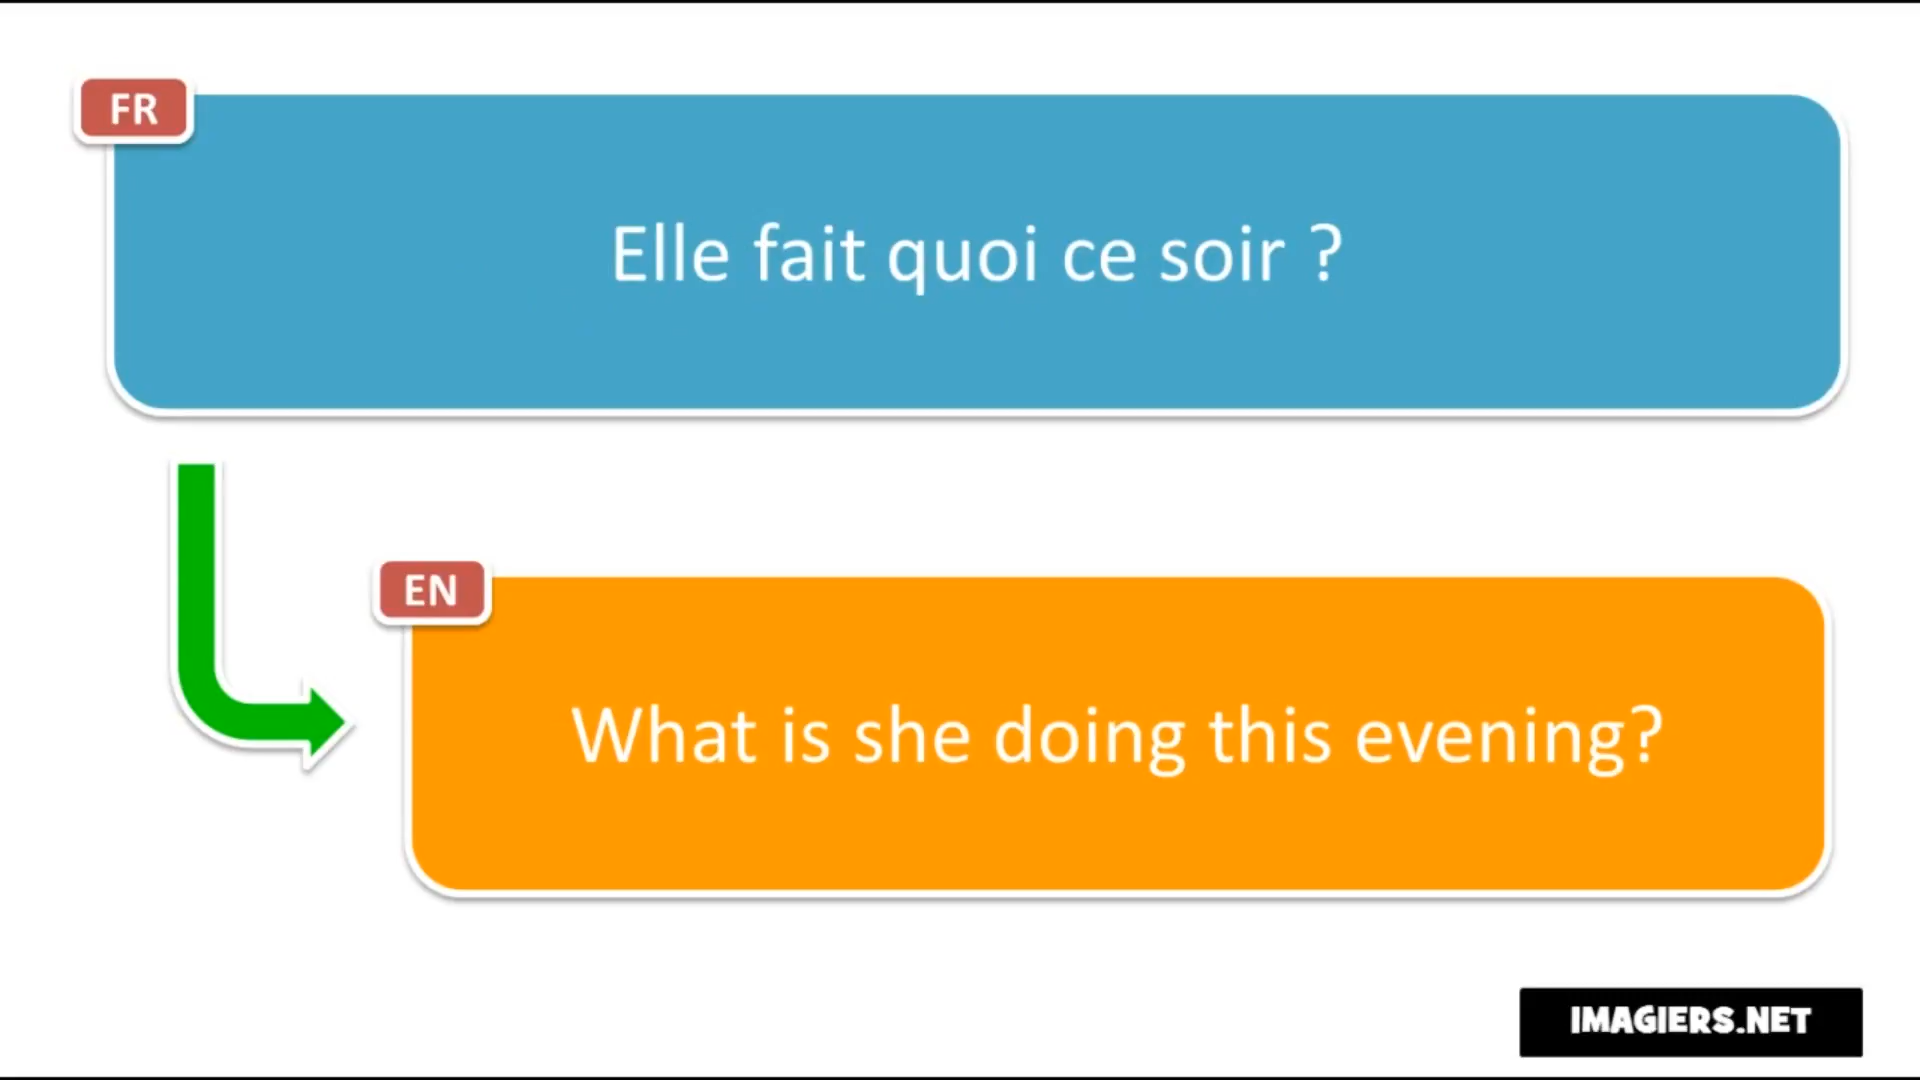 FR
Elle fait quoi ce soir ?
EN
What is she doing this evening?
IMAGIERS.NET